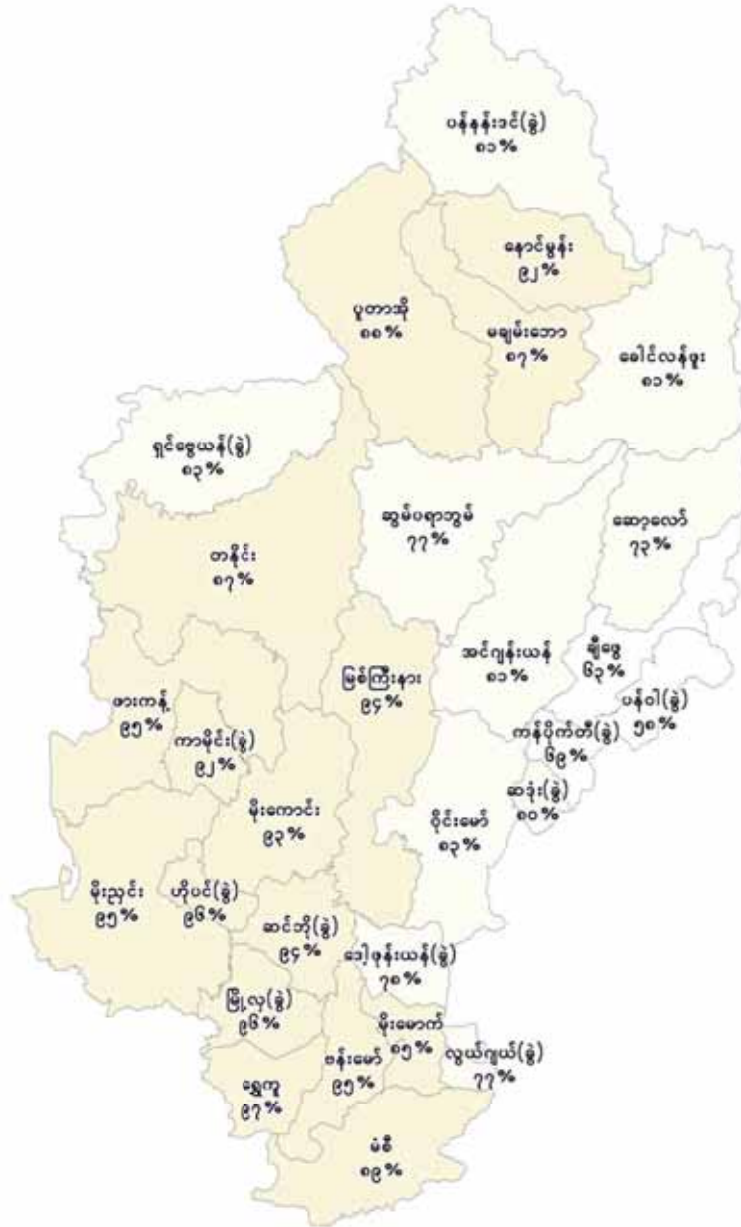 ပန်နန်းဒင်(ခွဲ)
၈၁%
နောင်မွန်း
၉၂%
ပူတာအို
၈၈%
မချမ်းဘော
၈၇%
ခေါင်လန်ဖူး
၈၁%
ရှင်ဗွေယန်(ခွဲ)
၈၃%
ဆွမ်ပရာဘွမ်
၇၇%
ဆော့လော်
၇၃%
တနိုင်း
၈၇%
အင်ဂျန်းယန်
၈၁%
ချီဖွေ
၆၃%
မြစ်ကြီးနား
၉၄%
ပန်ဝါ(ခွဲ)
၅၈%
ဖားကန့်
၉၅%
ကာမိုင်း(ခွဲ)
၉၂%
ကန်ပိုက်တီ(ခွဲ)
၆၉%
ဆဒုံး(ခွဲ)
၈၀%
မိုးကောင်း
၉၃%
ဝိုင်းမော်
၈၃%
မိုးညှင်း
၉၅%
ဟိုပင်(ခွဲ)
၉၆%
ဆင်ဘို(ခွဲ)
၉၄%
ဒေါ့ဖုန်းယန်(ခွဲ)
၇၈%
မြို့လှ(ခွဲ)
၉၆%
မိုးမောက်
၈၅%
ဗန်းမော်
၉၅%
လွယ်ဂျယ်(ခွဲ)
၇၇%
ရွှေကူ
၉၇%
မံစီ
၈၉%